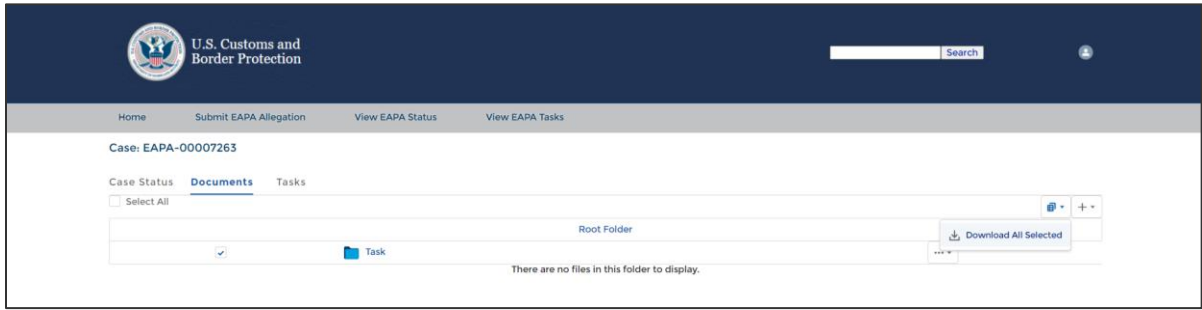 U.S. Customs and
Border Protection
Search
Home Submit EAPA Allegation View EAPA Status View EAPA Tasks
Case: EAPA-00007263
Case Status Documents Tasks
Select All
Root Folder
Download All Selected
Task
There are no files in this folder to display.